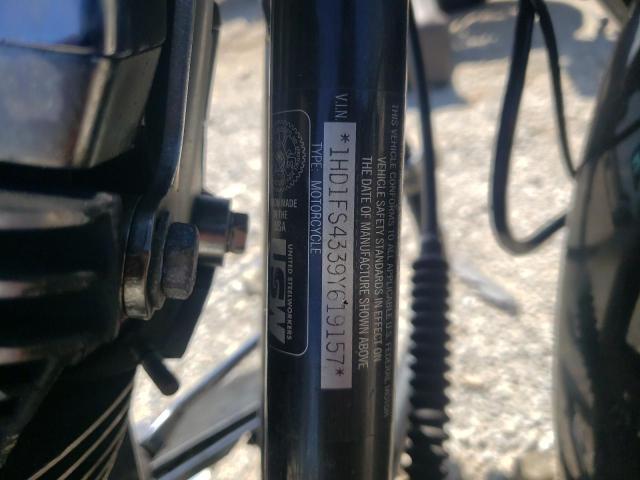 THIS VEHICLE CONFORMS TO ALL APPLICABLE U.S. FEDERAL MOTOR
VEHICLE SAFETY STANDARDS IN EFFECT ON
THE DATE OF MANUFACTURE SHOWN ABOVE
V.I.N.
*1HD1FS4339Y619157*
TYPE: MOTORCYCLE
MADE
IN THE
USA
USW
UNITED STEELWORKERS